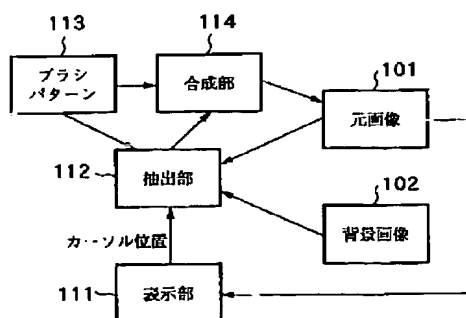 113
114
ブラシ
パターン
合成部
101
元画像
112
抽出部
102
背景画像
カーソル位置
111
表示部